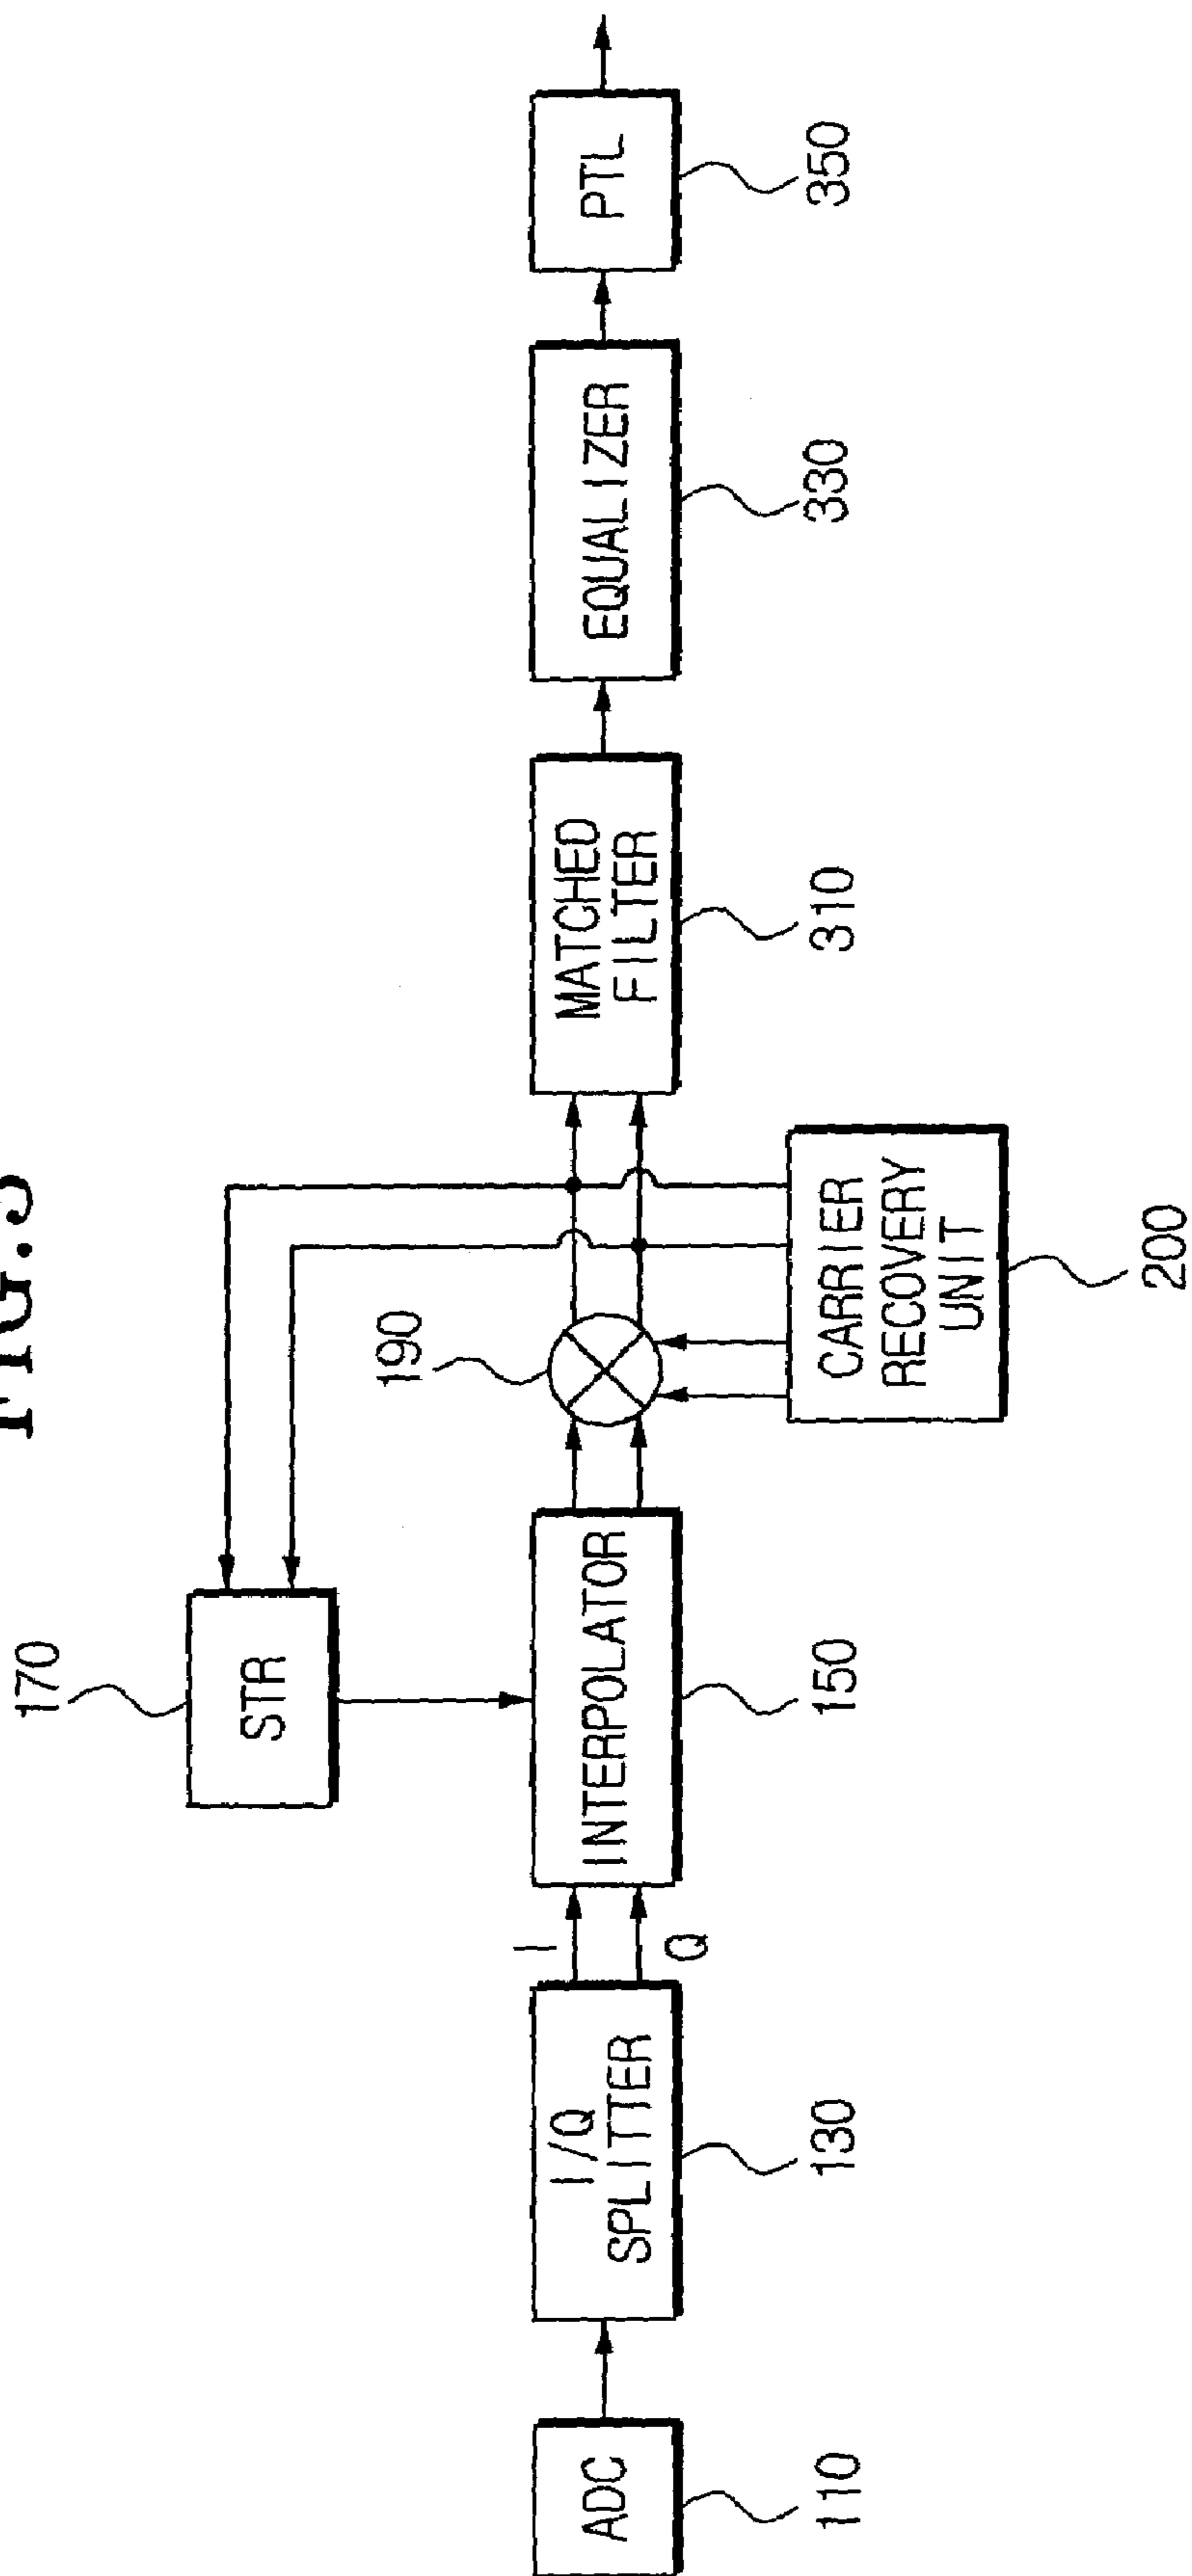 FIG.3
170
STR
190
I
Q
ADC
I/Q
SPLITTER
INTERPOLATOR
MATCHED
FILTER
EQUALIZER
PTL
110
130
150
310
330
350
CARRIER
RECOVERY
UNIT
200